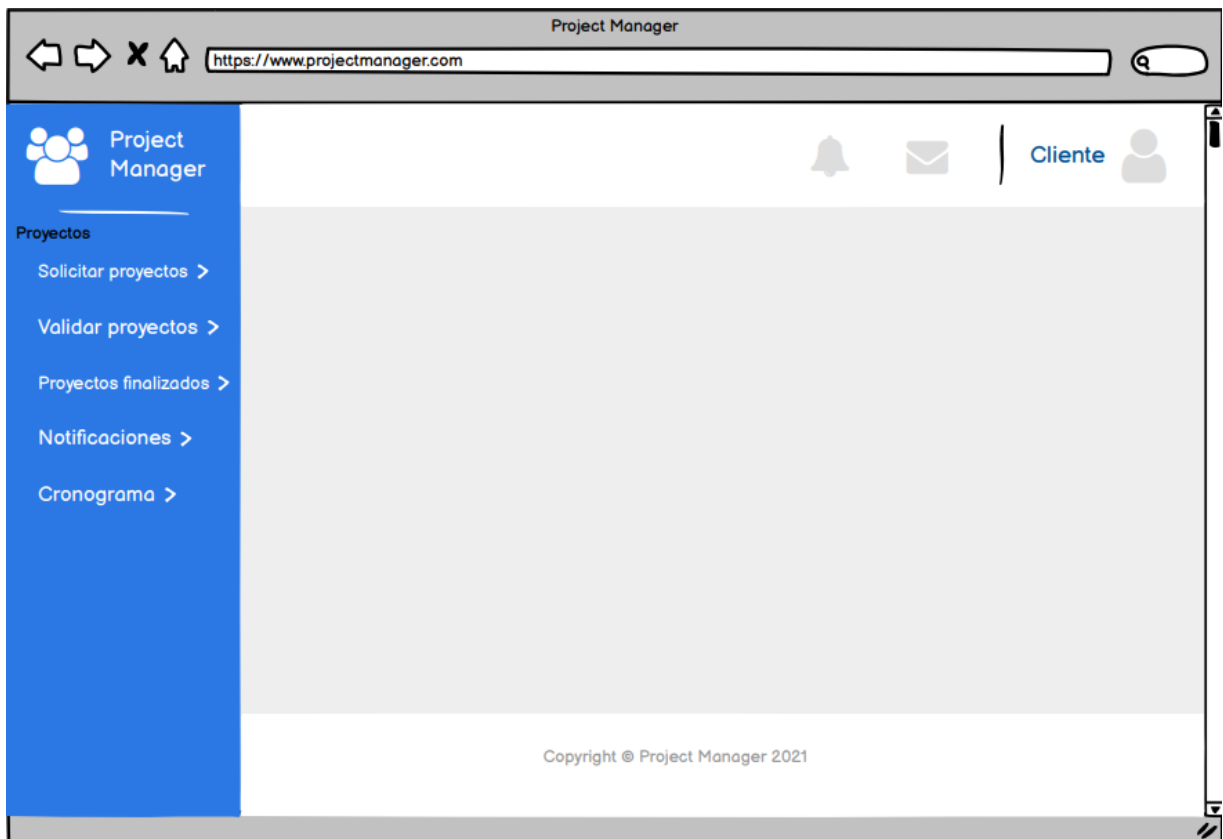 Project Manager
https://www.projectmanager.com
Project
Manager
Cliente
Proyectos
Solicitar proyectos >
Validar proyectos >
Proyectos finalizados >
Notificaciones >
Cronograma >
Copyright © Project Manager 2021